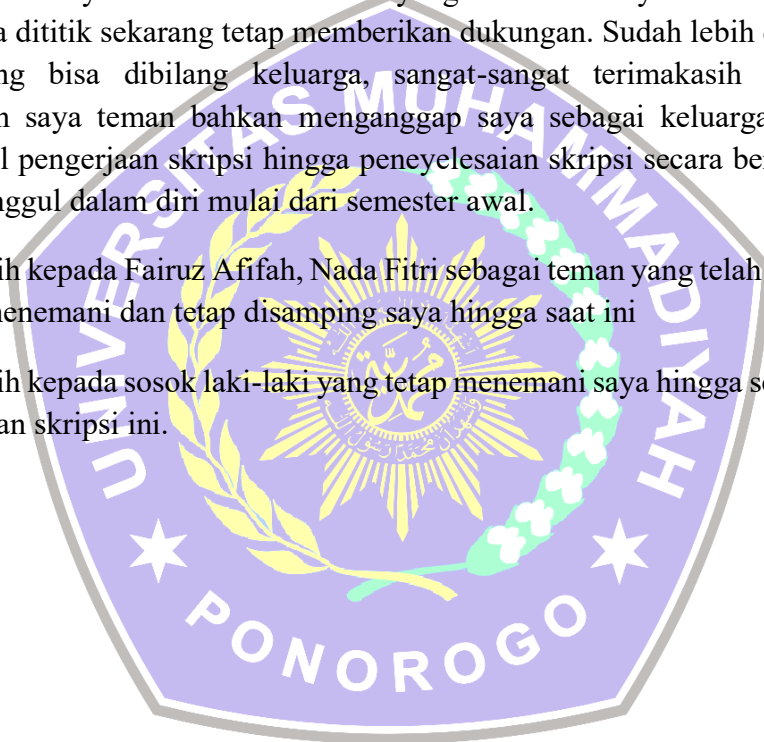 a dititik sekarang tetap memberikan dukungan. Sudah lebih
ng bisa dibilang keluarga, sangat-sangat terimakasih
n saya teman bahkan menganggap saya sebagai keluarga
l pengerjaan skripsi hingga peneyelesaian skripsi secara be
nggul dalam diri mulai dari semester awal.
ih kepada Fairuz Afifah, Nada Fitri sebagai teman yang telah
menemani dan tetap disamping saya hingga saat ini
ih kepada sosok laki-laki yang tetap menemani saya hingga se
an skripsi ini.
UNIVERSITAS MUHAMMADIYAH
PONOROGO